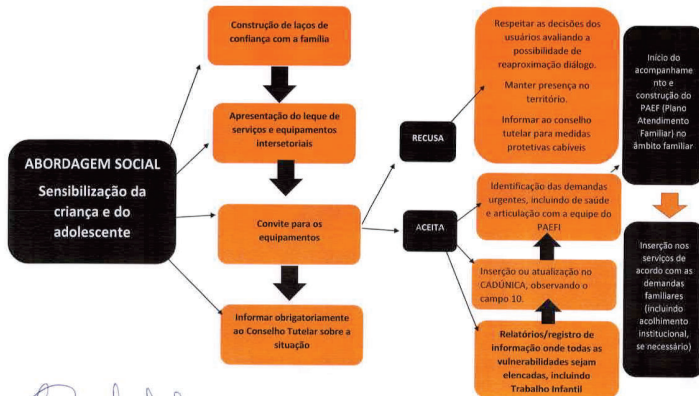 ABORDAGEM SOCIAL
Sensibilização da
criança e do
adolescente
Construção de laços de
confiança com a família
Apresentação do leque de
serviços e equipamentos
intersetoriais
Convite para os
equipamentos
Informar obrigatoriamente
ao Conselho Tutelar sobre a
situação
RECUSA
Respeitar as decisões dos
usuários avaliando a
possibilidade de
reaproximação diálogo.
Manter presença no
território.
Informar ao conselho
tutelar para medidas
protetivas cabíveis
ACEITA
Identificação das demandas
urgentes, incluindo de saúde
e articulação com a equipe do
PAEFI
Inserção ou atualização no
CADÚNICA, observando o
campo 10.
Relatórios/registro de
informação onde todas as
vulnerabilidades sejam
elencadas, incluindo
Trabalho Infantil
Início do
acompanhame
nto e
construção do
PAEF (Plano
Atendimento
Familiar) no
âmbito familiar
Inserção nos
serviços de
acordo com as
demandas
familiares
(incluindo
acolhimento
institucional,
se necessário)